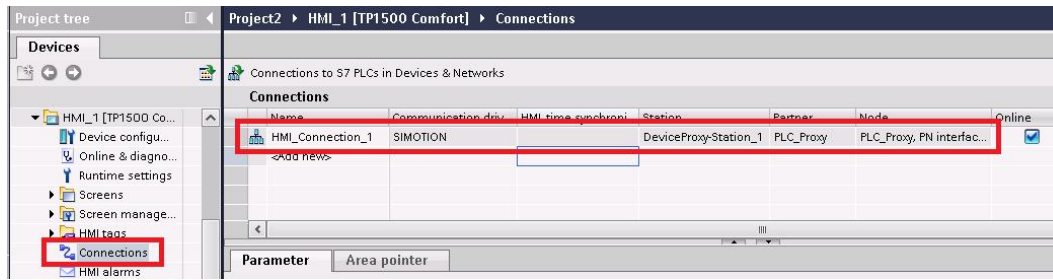 Project tree
Project2 ▸ HMI_1 [TP1500 Comfort] ▸ Connections
Devices
Connections to S7 PLCs in Devices & Networks
Connections
Name Communication driv... HMI time synchroni... Station Partner Node Online
HMI_Connection_1 SIMOTION DeviceProxy-Station_1 PLC_Proxy PLC_Proxy, PN interfac...
<Add new>
HMI_1 [TP1500 Co...
Device configu...
Online & diagno...
Runtime settings
Screens
Screen manage...
HMI tags
Connections
HMI alarms
Parameter Area pointer